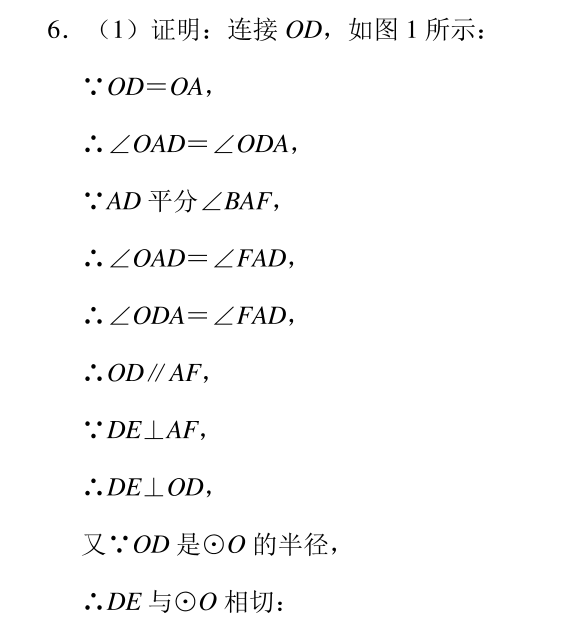 6．（1）证明：连接 OD，如图 1 所示：
∵OD＝OA，
∴∠OAD＝∠ODA，
∵AD 平分∠BAF，
∴∠OAD＝∠FAD，
∴∠ODA＝∠FAD，
∴OD∥AF，
∵DE⊥AF，
∴DE⊥OD，
又∵OD 是⊙O 的半径，
∴DE 与⊙O 相切：